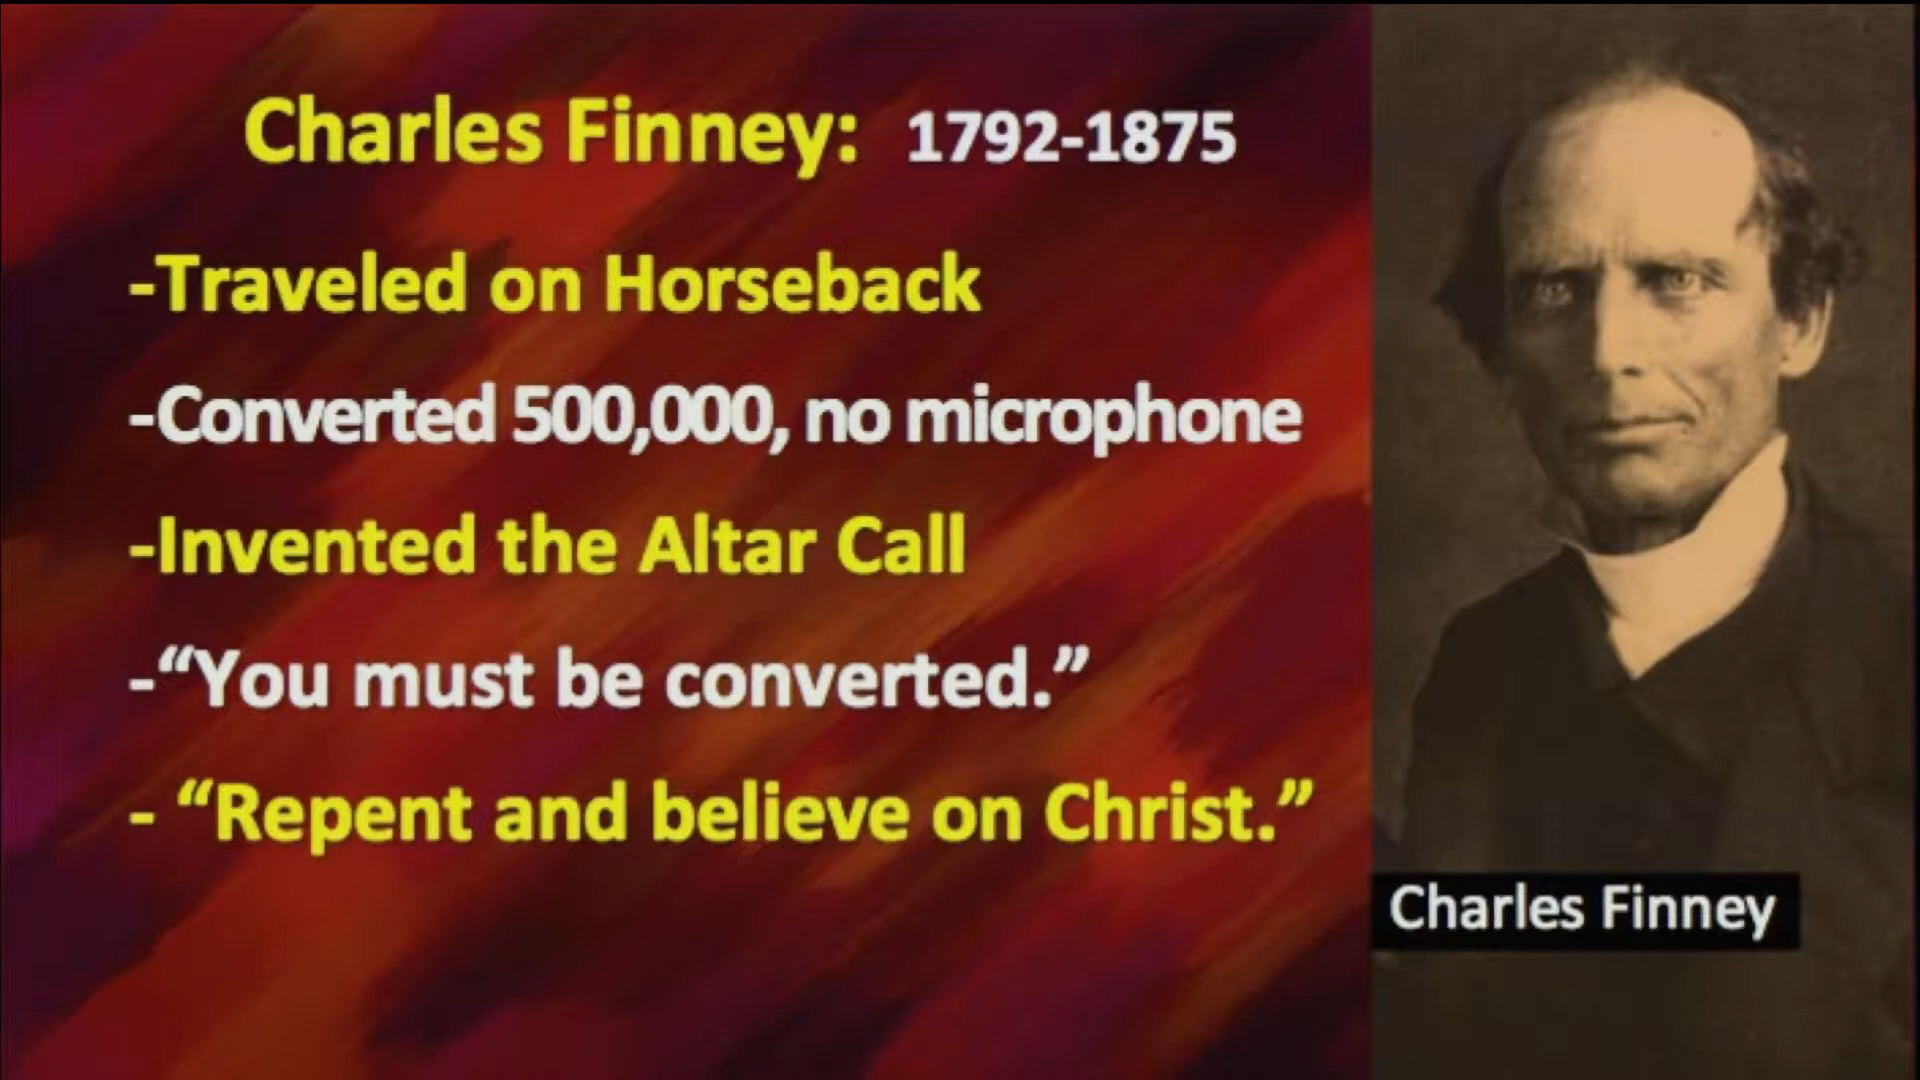 Charles Finney: 1792-1875
-Traveled on Horseback
-Converted 500,000, no microphone
-Invented the Altar Call
-“You must be converted.”
- “Repent and believe on Christ.”
Charles Finney